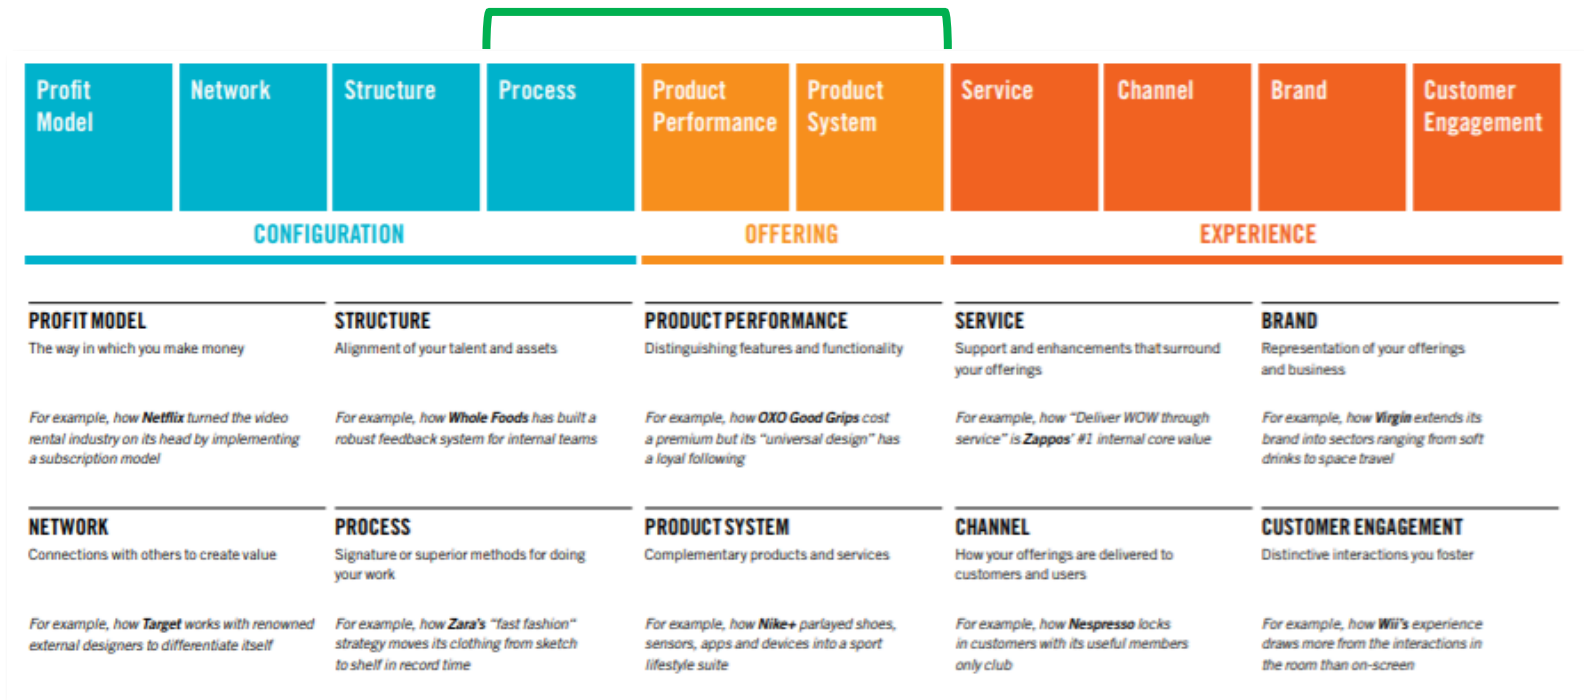 Profit
Model
Network
Structure
Process
Product
Performance
Product
System
Service
Channel
Brand
Customer
Engagement
CONFIGURATION
OFFERING
EXPERIENCE
PROFIT MODEL
The way in which you make money
For example, how Netflix turned the video
rental industry on its head by implementing
a subscription model
STRUCTURE
Alignment of your talent and assets
For example, how Whole Foods has built a
robust feedback system for internal teams
PRODUCT PERFORMANCE
Distinguishing features and functionality
For example, how OXO Good Grips cost
a premium but its “universal design” has
a loyal following
SERVICE
Support and enhancements that surround
your offerings
For example, how “Deliver WOW through
service” is Zappos’ #1 internal core value
BRAND
Representation of your offerings
and business
For example, how Virgin extends its
brand into sectors ranging from soft
drinks to space travel
NETWORK
Connections with others to create value
For example, how Target works with renowned
external designers to differentiate itself
PROCESS
Signature or superior methods for doing
your work
For example, how Zara’s “fast fashion”
strategy moves its clothing from sketch
to shelf in record time
PRODUCT SYSTEM
Complementary products and services
For example, how Nike+ parlayed shoes,
sensors, apps and devices into a sport
lifestyle suite
CHANNEL
How your offerings are delivered to
customers and users
For example, how Nespresso locks
in customers with its useful members
only club
CUSTOMER ENGAGEMENT
Distinctive interactions you foster
For example, how Wii’s experience
draws more from the interactions in
the room than on-screen